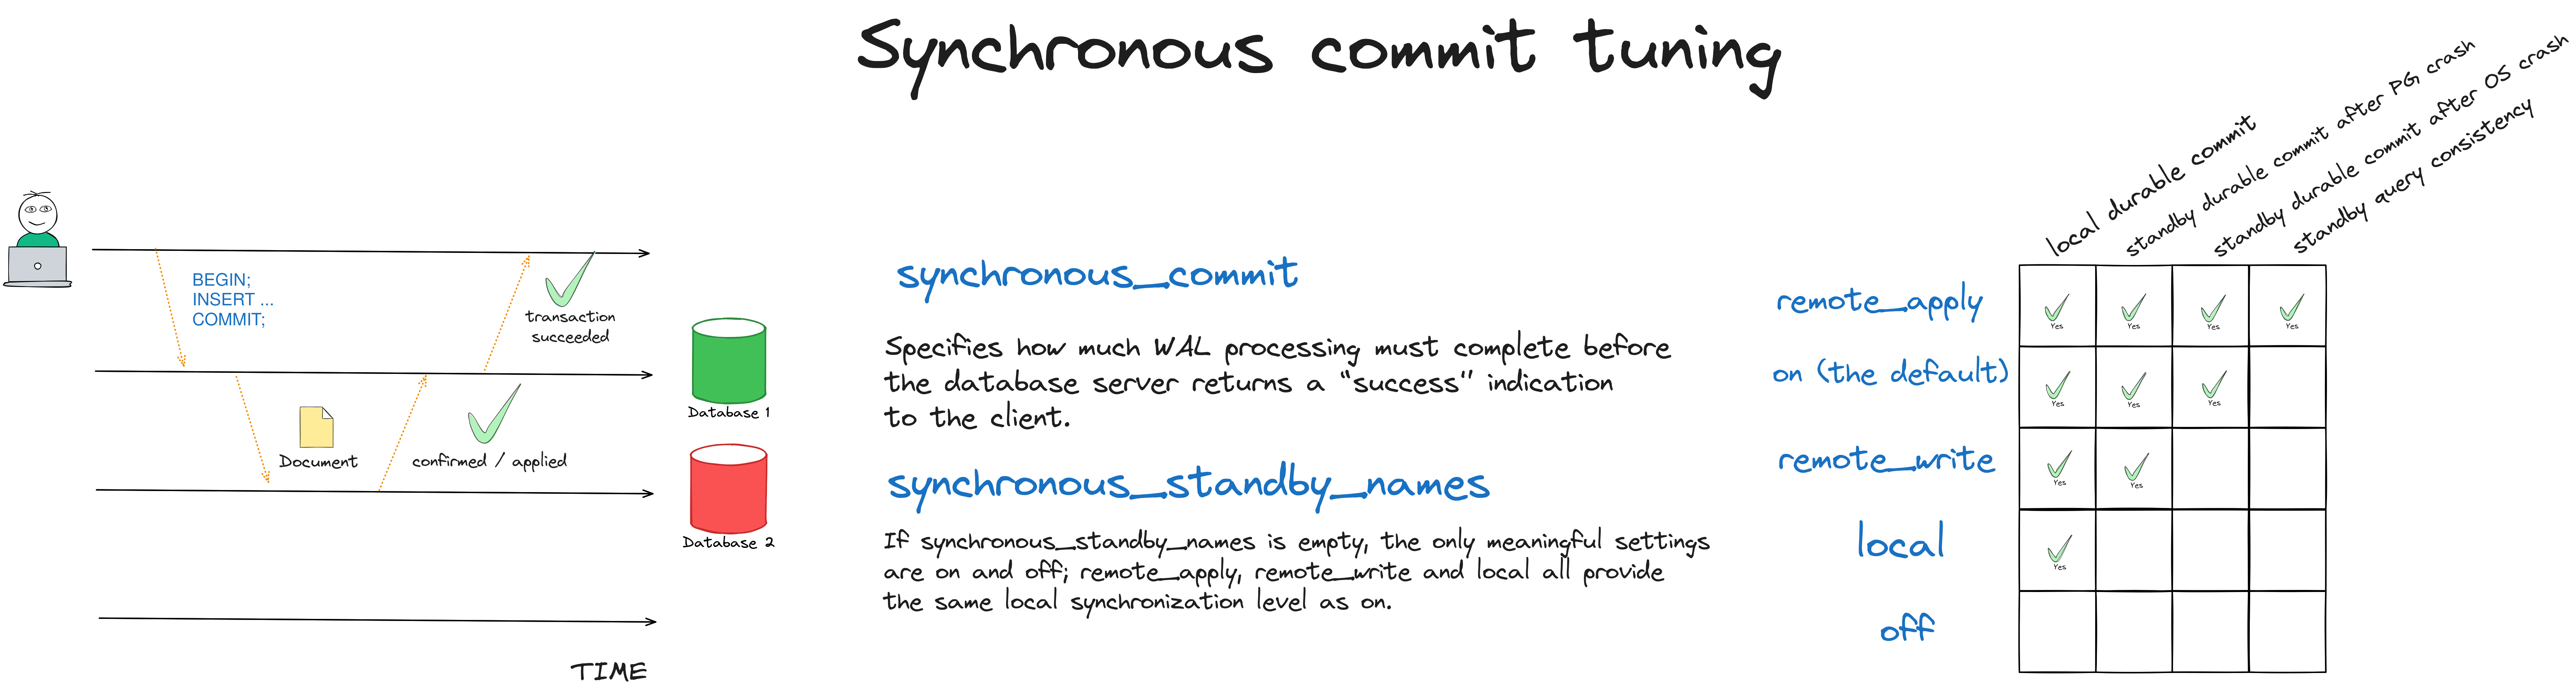 Synchronous commit tuning
BEGIN;
INSERT ...
COMMIT;
transaction
succeeded
Document
confirmed / applied
Database 1
Database 2
TIME
synchronous_commit
Specifies how much WAL processing must complete before
the database server returns a "success" indication
to the client.
synchronous_standby_names
If synchronous_standby_names is empty, the only meaningful settings
are on and off; remote_apply, remote_write and local all provide
the same local synchronization level as on.
local durable commit
standby durable commit after PG crash
standby durable commit after OS crash
standby query consistency
remote_apply
Yes
Yes
Yes
Yes
on (the default)
Yes
Yes
Yes
remote_write
Yes
Yes
local
Yes
off